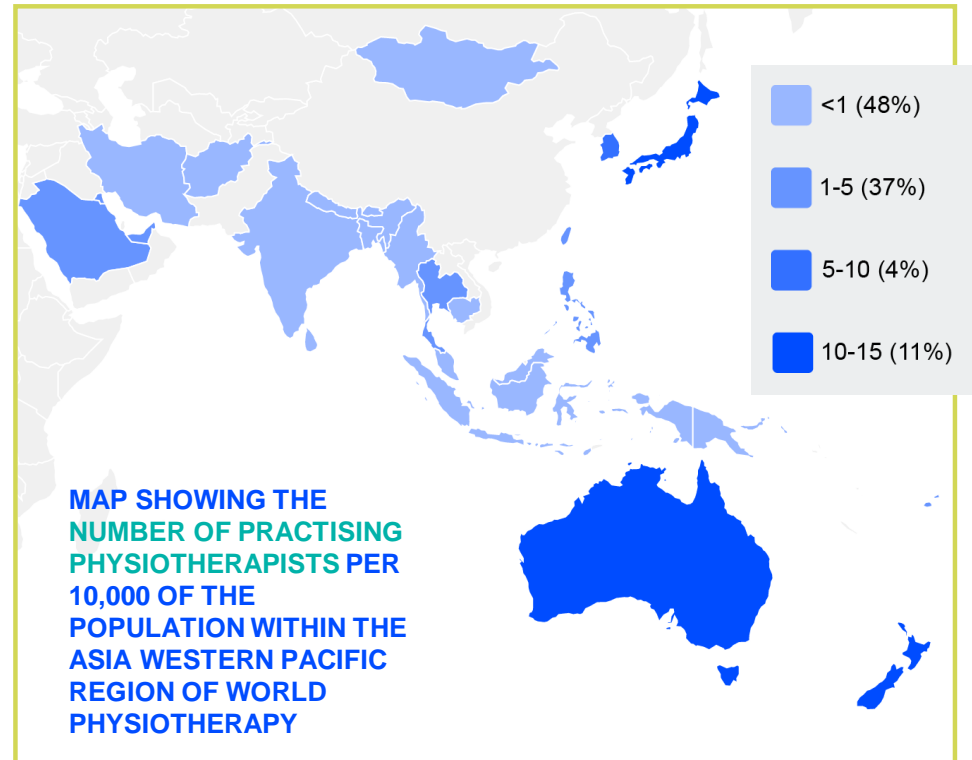 <1 (48%)
1-5 (37%)
5-10 (4%)
10-15 (11%)
MAP SHOWING THE
NUMBER OF PRACTISING
PHYSIOTHERAPISTS PER
10,000 OF THE
POPULATION WITHIN THE
ASIA WESTERN PACIFIC
REGION OF WORLD
PHYSIOTHERAPY